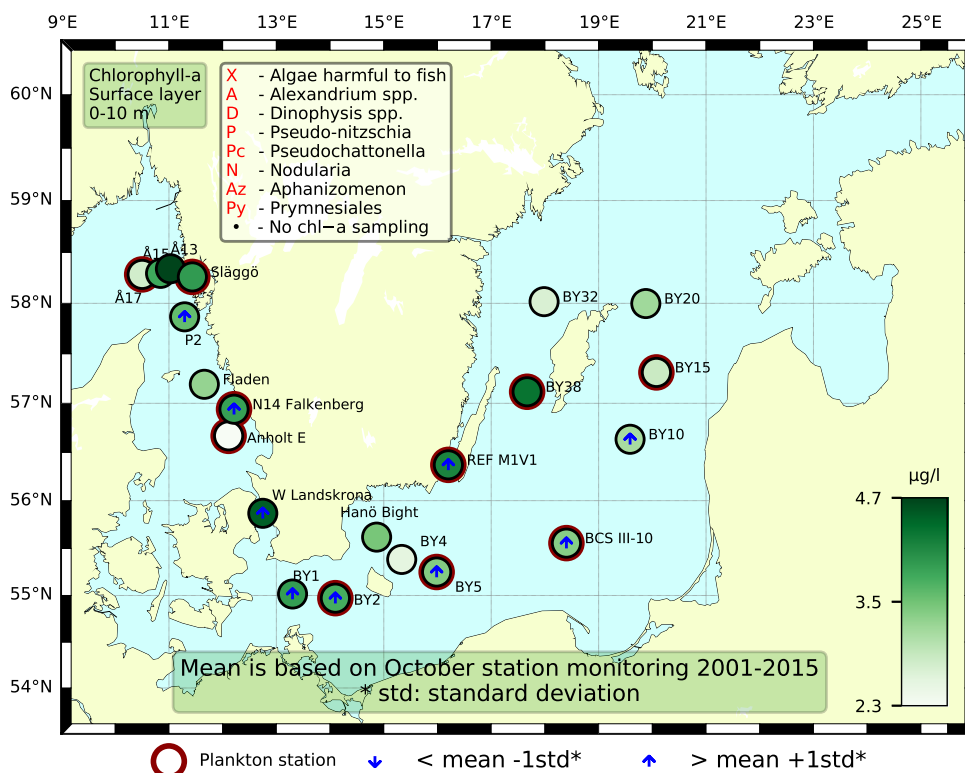 9°E 11°E 13°E 15°E 17°E 19°E 21°E 23°E 25°E
60°N
59°N
58°N
57°N
56°N
55°N
54°N
Chlorophyll-a
Surface layer
0-10 m
X - Algae harmful to fish
A - Alexandrium spp.
D - Dinophysis spp.
P - Pseudo-nitzschia
Pc - Pseudochattonella
N - Nodularia
Az - Aphanizomenon
Py - Prymnesiales
• - No chl−a sampling
Å15
Å13
Släggö
Å17
P2
BY32
BY20
BY15
Fladen
BY38
N14 Falkenberg
Anholt E
BY10
REF M1V1
W Landskrona
Hanö Bight
BY4
BCS III-10
BY1
BY5
BY2
µg/l
4.7
3.5
2.3
Mean is based on October station monitoring 2001-2015
* std: standard deviation
Plankton station < mean -1std* > mean +1std*